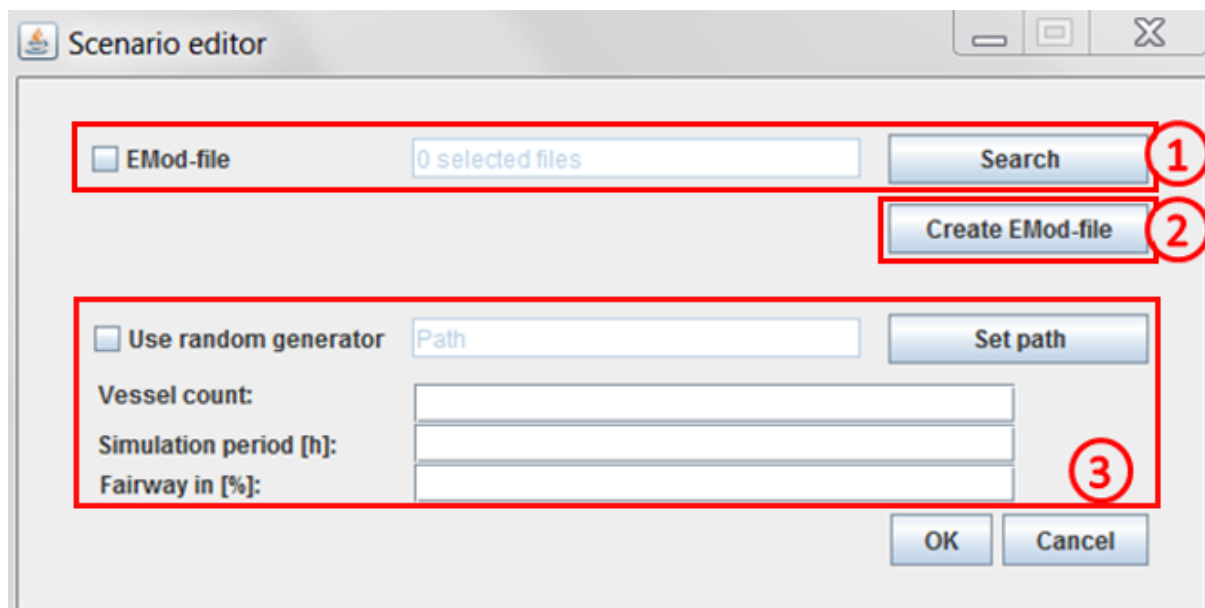 Scenario editor
EMod-file 0 selected files Search 1
Create EMod-file 2
Use random generator Path Set path
Vessel count:
Simulation period [h]:
Fairway in [%]:
3
OK Cancel